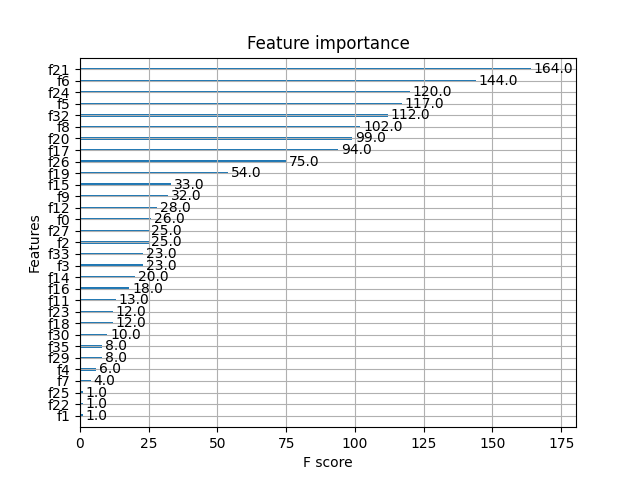 Feature importance
f21 164.0
f6 144.0
f24 120.0
f5 117.0
f32 112.0
f8 102.0
f20 99.0
f17 94.0
f26 75.0
f19 54.0
f15 33.0
f9 32.0
f12 28.0
f0 26.0
f27 25.0
f2 25.0
f33 23.0
f3 23.0
f14 20.0
f16 18.0
f11 13.0
f23 12.0
f18 12.0
f30 10.0
f35 8.0
f29 8.0
f4 6.0
f7 4.0
f25 1.0
f22 1.0
f1 1.0
Features
0 25 50 75 100 125 150 175
F score